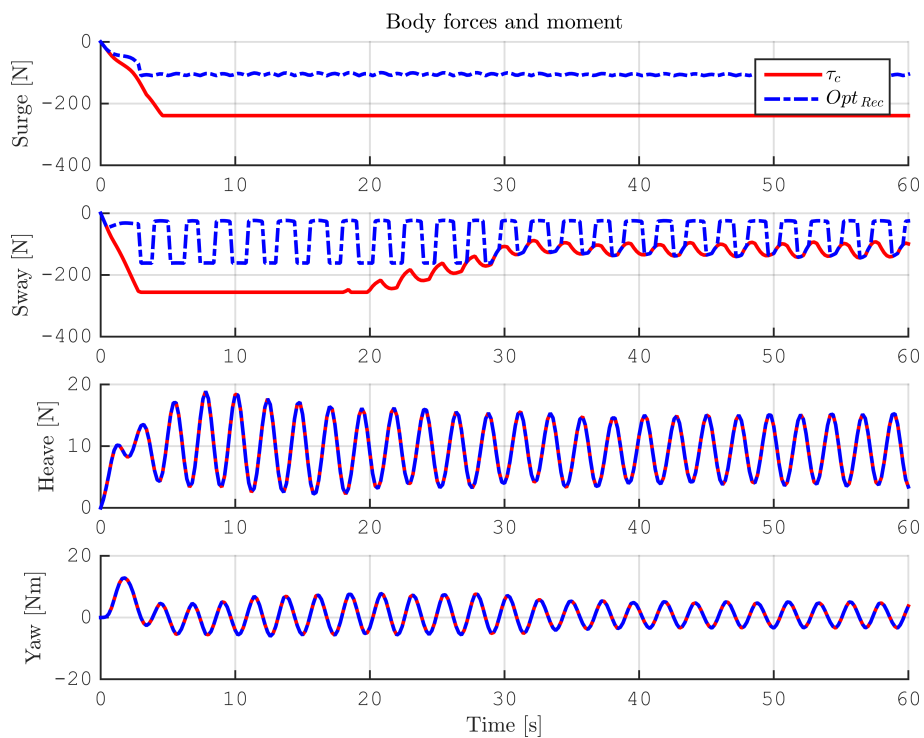 Body forces and moment
Surge [N]
0
-200
-400
0 10 20 30 40 50 60
τc
Opt Rec
Sway [N]
0
-200
-400
0 10 20 30 40 50 60
Heave [N]
20
10
0
0 10 20 30 40 50 60
Yaw [Nm]
20
0
-20
0 10 20 30 40 50 60
Time [s]